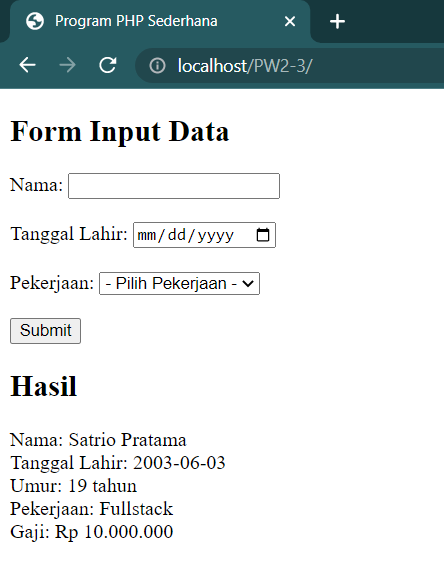 Program PHP Sederhana
localhost/PW2-3/
Form Input Data
Nama:
Tanggal Lahir: mm/dd/yyyy
Pekerjaan: - Pilih Pekerjaan -
Submit
Hasil
Nama: Satrio Pratama
Tanggal Lahir: 2003-06-03
Umur: 19 tahun
Pekerjaan: Fullstack
Gaji: Rp 10.000.000